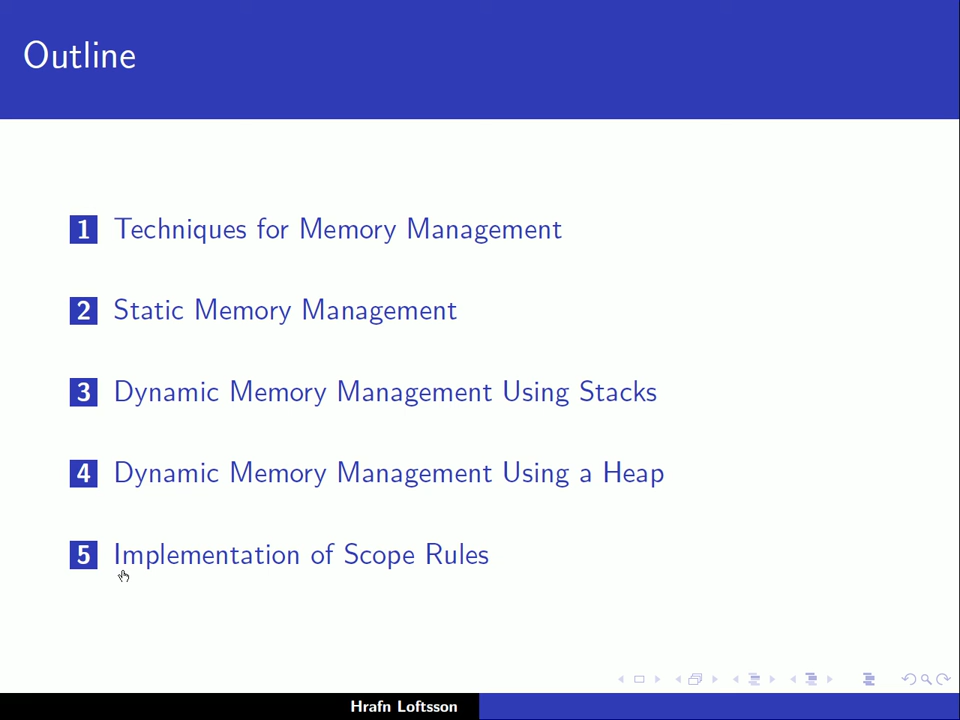 Outline
1 Techniques for Memory Management
2 Static Memory Management
3 Dynamic Memory Management Using Stacks
4 Dynamic Memory Management Using a Heap
5 Implementation of Scope Rules
Hrafn Loftsson